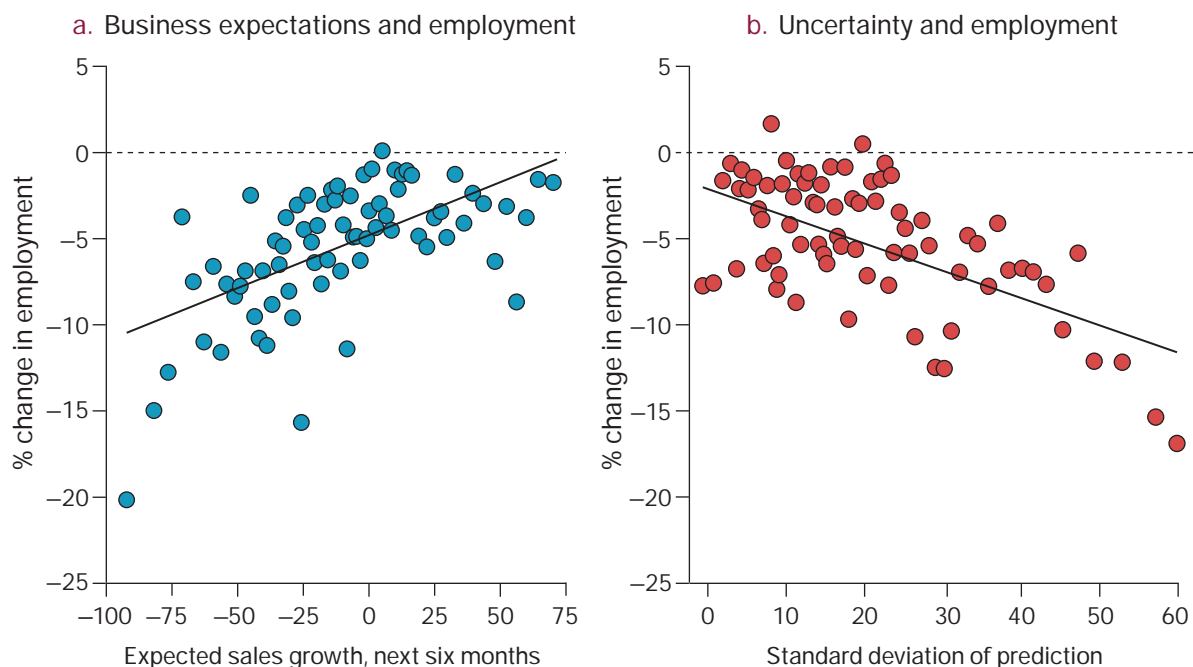 a. Business expectations and employment
5
0
−5
−10
−15
−20
−25
% change in employment
−100 −75 −50 −25 0 25 50 75
Expected sales growth, next six months
b. Uncertainty and employment
5
0
−5
−10
−15
−20
−25
% change in employment
0 10 20 30 40 50 60
Standard deviation of prediction